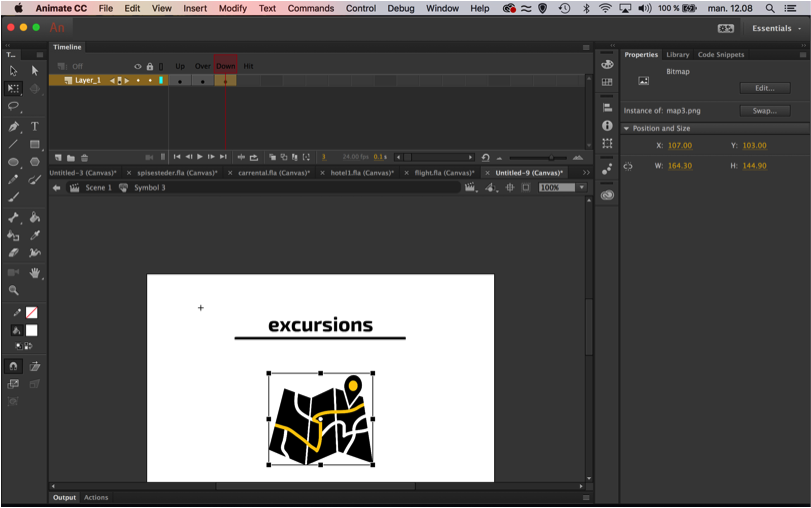 Animate CC File Edit View Insert Modify Text Commands Control Debug Window Help 100 % man. 12.08
An Essentials
T... Timeline Properties Library Code Snippets
Off Up Over Down Hit Bitmap
Layer_1
Edit...
Instance of: map3.png Swap...
Position and Size
X: 107.00 Y: 103.00
3 24.00 fps 0.1s
W: 164.30 H: 144.90
Untitled-3 (Canvas)* × spisesteder.fla (Canvas)* × carrental.fla (Canvas)* × hotel1.fla (Canvas)* × flight.fla (Canvas)* × Untitled-9 (Canvas)*
Scene 1 Symbol 3 100%
excursions
Output Actions